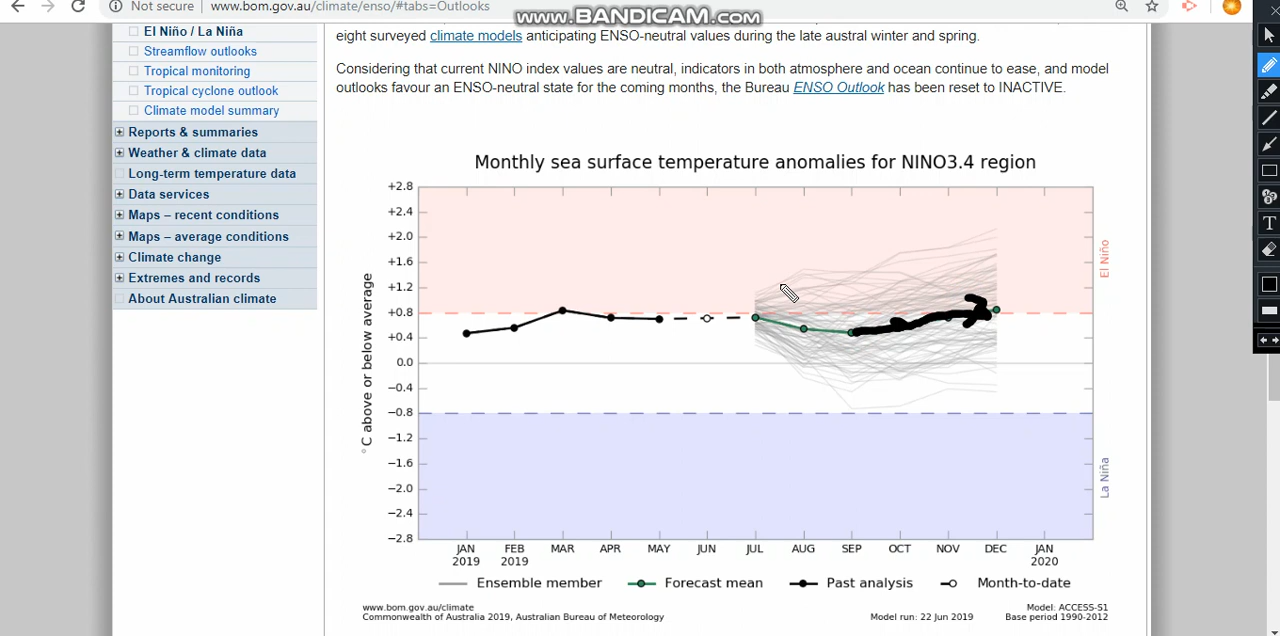 Not secure | www.bom.gov.au/climate/enso/#tabs=Outlooks
www.BANDICAM.com
El Niño / La Niña
Streamflow outlooks
Tropical monitoring
Tropical cyclone outlook
Climate model summary
Reports & summaries
Weather & climate data
Long-term temperature data
Data services
Maps – recent conditions
Maps – average conditions
Climate change
Extremes and records
About Australian climate
eight surveyed climate models anticipating ENSO-neutral values during the late austral winter and spring.
Considering that current NINO index values are neutral, indicators in both atmosphere and ocean continue to ease, and model
outlooks favour an ENSO-neutral state for the coming months, the Bureau ENSO Outlook has been reset to INACTIVE.
Monthly sea surface temperature anomalies for NINO3.4 region
°C above or below average
+2.8
+2.4
+2.0
+1.6
+1.2
+0.8
+0.4
0.0
−0.4
−0.8
−1.2
−1.6
−2.0
−2.4
−2.8
El Niño
La Niña
JAN FEB MAR APR MAY JUN JUL AUG SEP OCT NOV DEC JAN
2019 2019 2020
Ensemble member Forecast mean Past analysis Month-to-date
www.bom.gov.au/climate
Commonwealth of Australia 2019, Australian Bureau of Meteorology
Model run: 22 Jun 2019
Model: ACCESS-S1
Base period 1990-2012
T